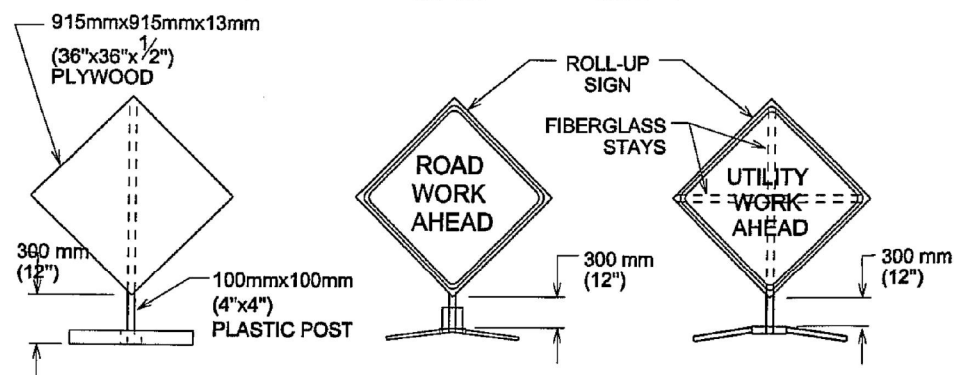 915mmx915mmx13mm
(36"x36"x1/2")
PLYWOOD
300 mm
(12")
100mmx100mm
(4"x4")
PLASTIC POST
ROLL-UP
SIGN
FIBERGLASS
STAYS
ROAD
WORK
AHEAD
300 mm
(12")
UTILITY
WORK
AHEAD
300 mm
(12")